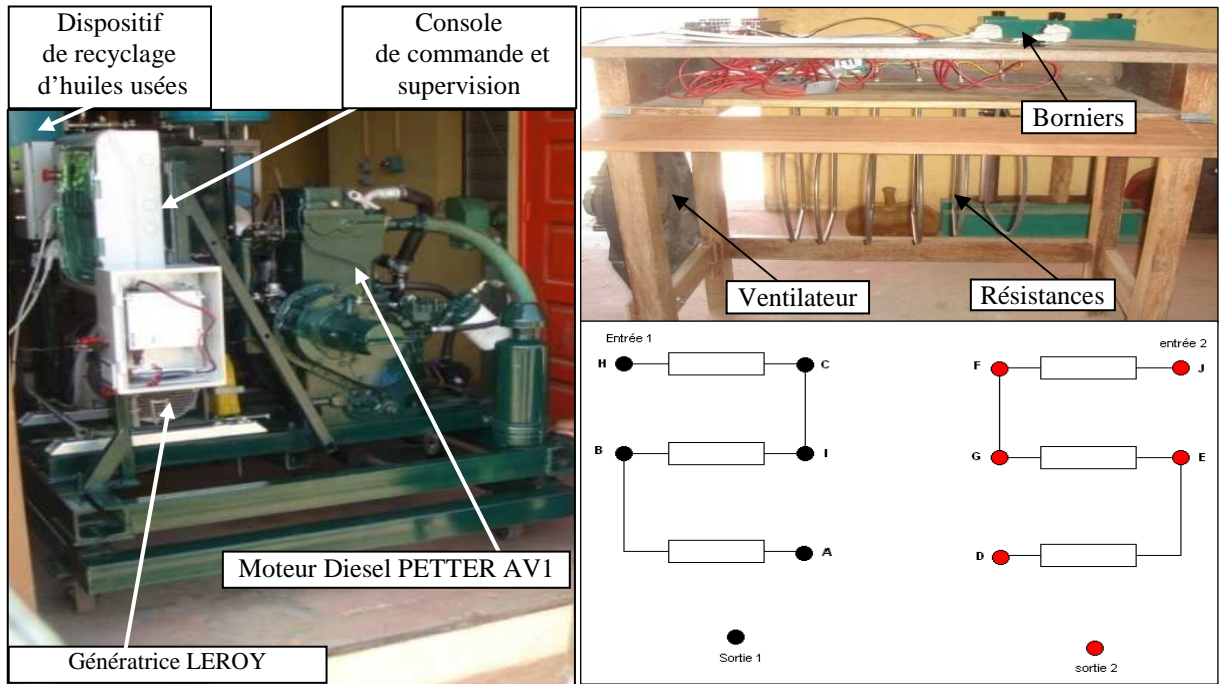 Dispositif
de recyclage
d’huiles usées
Console
de commande et
supervision
Moteur Diesel PETTER AV1
Génératrice LEROY
Borniers
Ventilateur
Résistances
Entrée 1
H
C
B
I
A
Sortie 1
entrée 2
F
J
G
E
D
sortie 2